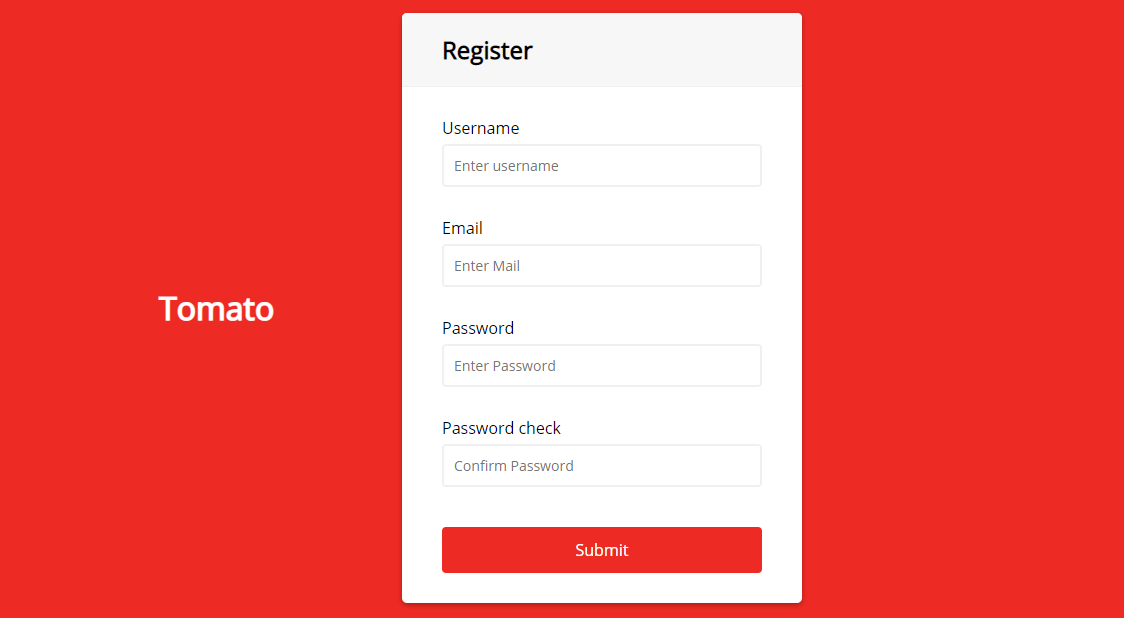 Tomato
Register
Username
Enter username
Email
Enter Mail
Password
Enter Password
Password check
Confirm Password
Submit